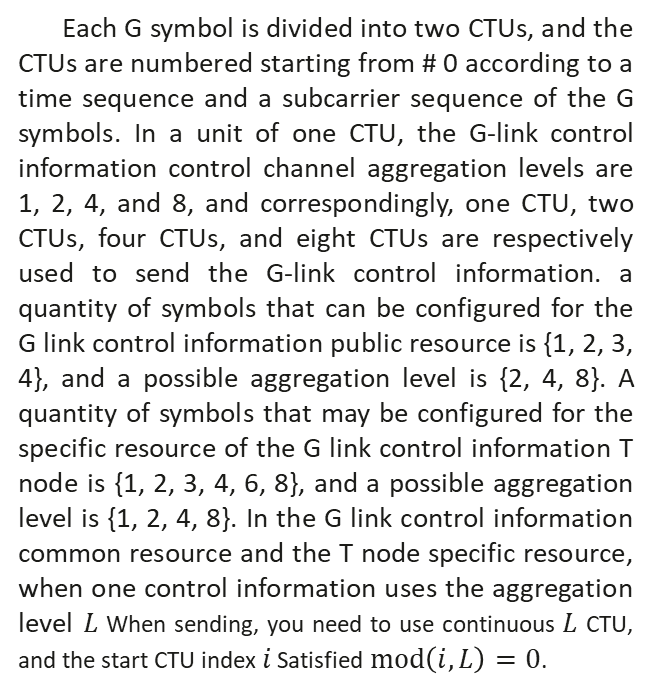 Each G symbol is divided into two CTUs, and the
CTUs are numbered starting from # 0 according to a
time sequence and a subcarrier sequence of the G
symbols. In a unit of one CTU, the G-link control
information control channel aggregation levels are
1, 2, 4, and 8, and correspondingly, one CTU, two
CTUs, four CTUs, and eight CTUs are respectively
used to send the G-link control information. a
quantity of symbols that can be configured for the
G link control information public resource is {1, 2, 3,
4}, and a possible aggregation level is {2, 4, 8}. A
quantity of symbols that may be configured for the
specific resource of the G link control information T
node is {1, 2, 3, 4, 6, 8}, and a possible aggregation
level is {1, 2, 4, 8}. In the G link control information
common resource and the T node specific resource,
when one control information uses the aggregation
level L When sending, you need to use continuous L CTU,
and the start CTU index i Satisfied mod(i, L) = 0.